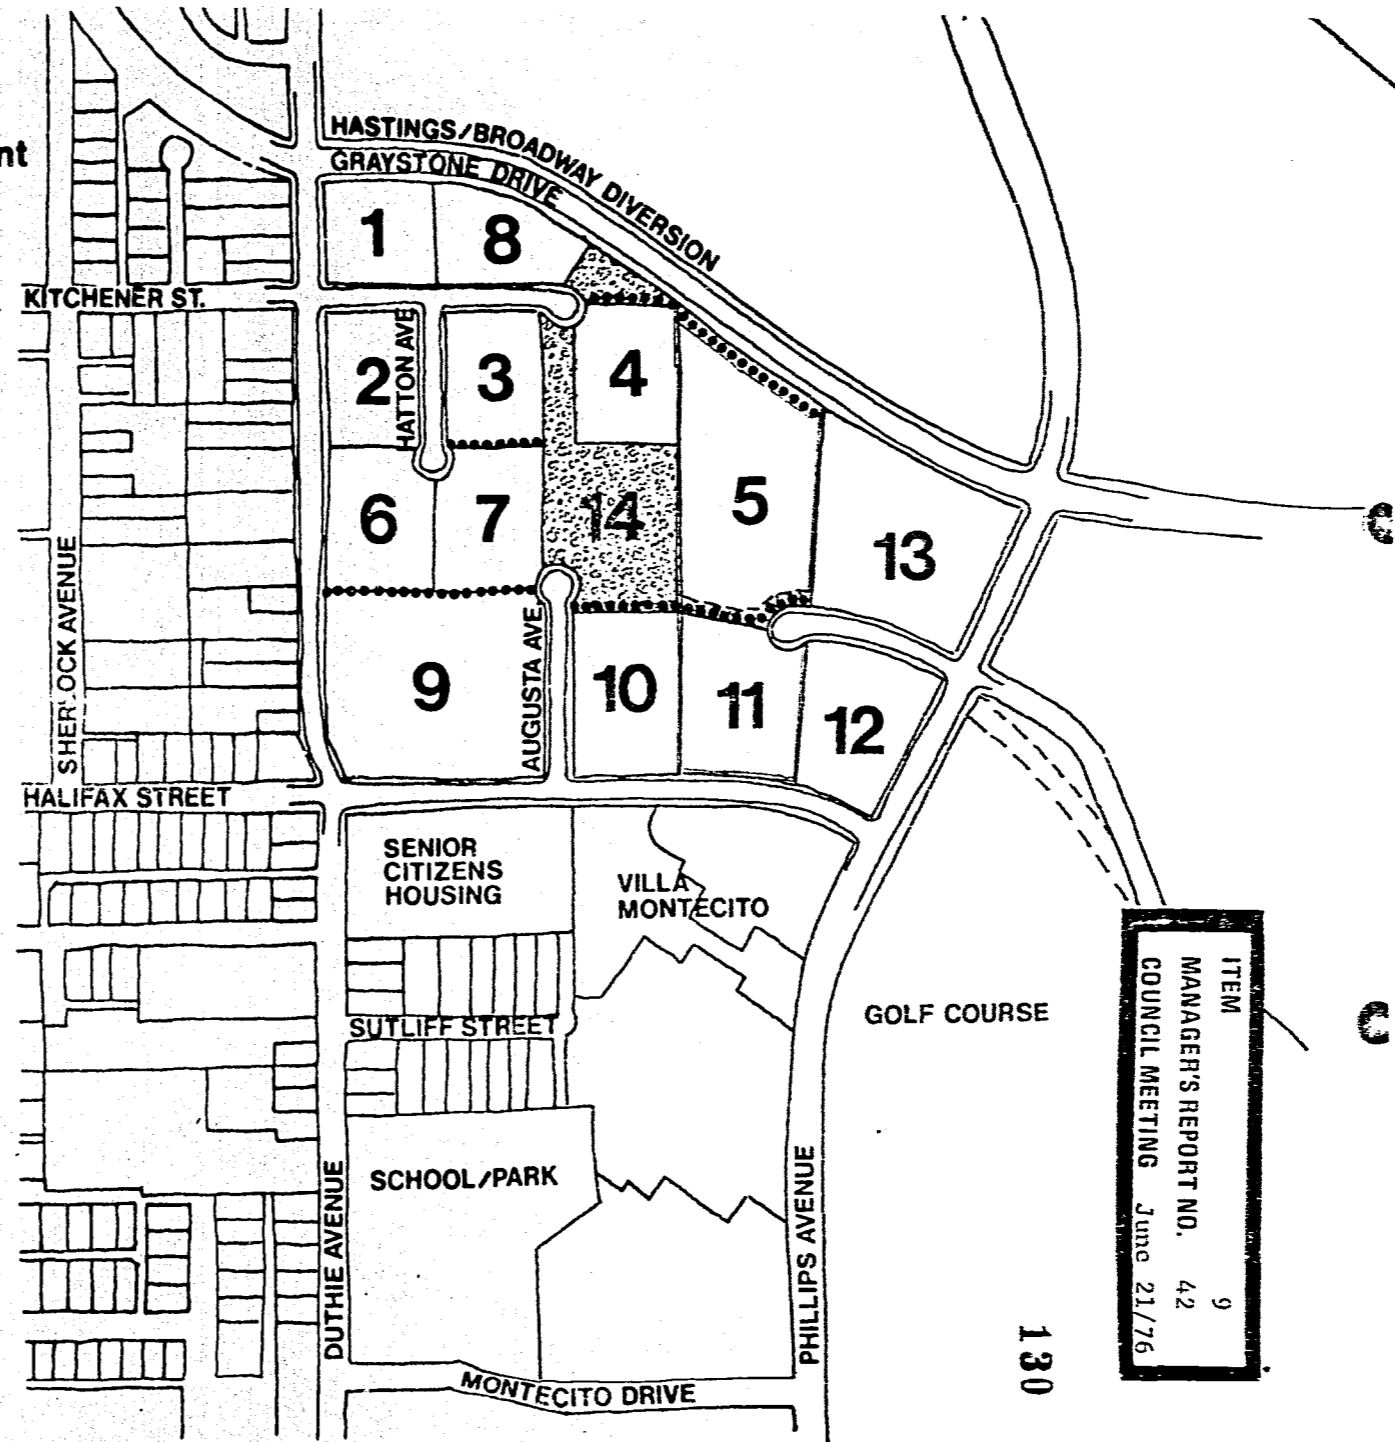 nt
HASTINGS/BROADWAY DIVERSION
GRAYSTONE DRIVE
1
8
KITCHENER ST.
HATTON AVE
2
3
4
6
7
14
5
13
SHERLOCK AVENUE
9
AUGUSTA AVE.
10
11
12
HALIFAX STREET
SENIOR
CITIZENS
HOUSING
VILLA
MONTECITO
SUTLIFF STREET
GOLF COURSE
SCHOOL/PARK
DUTHIE AVENUE
PHILLIPS AVENUE
MONTECITO DRIVE
ITEM 9
MANAGER'S REPORT NO. 42
COUNCIL MEETING June 21/76
130